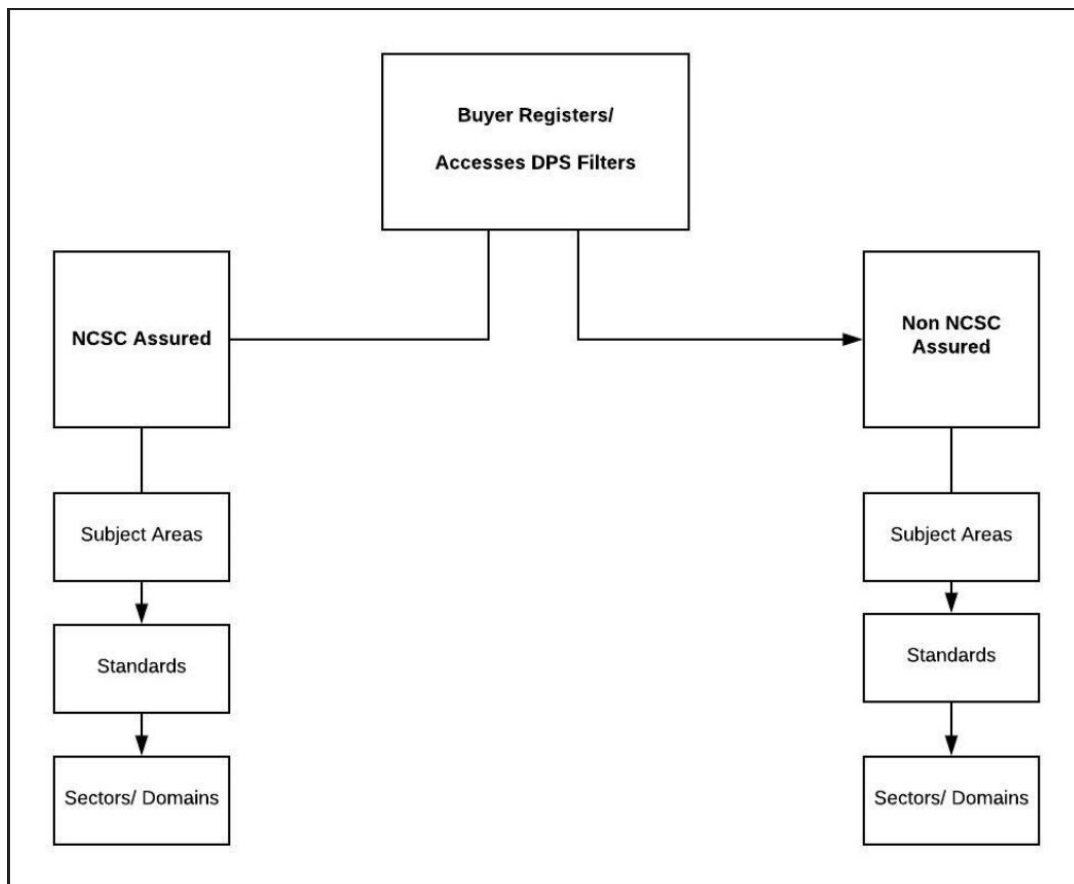 Buyer Registers/
Accesses DPS Filters
NCSC Assured
Non NCSC
Assured
Subject Areas
Subject Areas
Standards
Standards
Sectors/ Domains
Sectors/ Domains